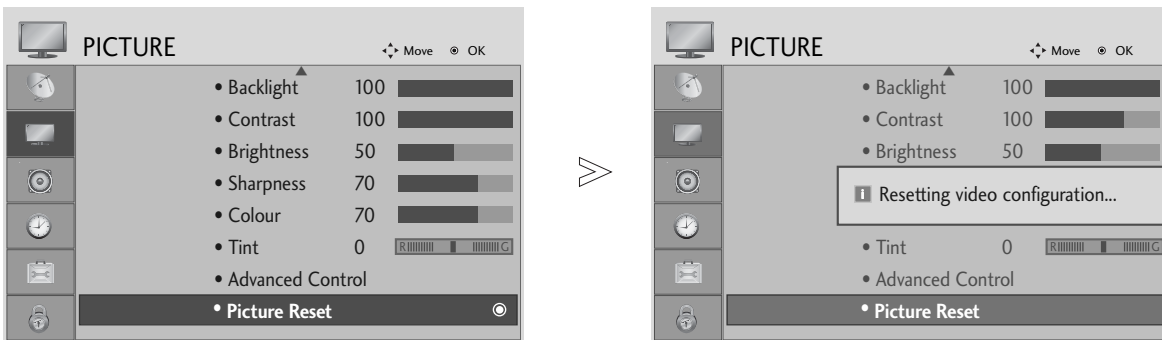 PICTURE
Move OK
• Backlight 100
• Contrast 100
• Brightness 50
• Sharpness 70
• Colour 70
• Tint 0 R G
• Advanced Control
• Picture Reset
PICTURE
Move OK
• Backlight 100
• Contrast 100
• Brightness 50
i Resetting video configuration...
• Tint 0 R G
• Advanced Control
• Picture Reset